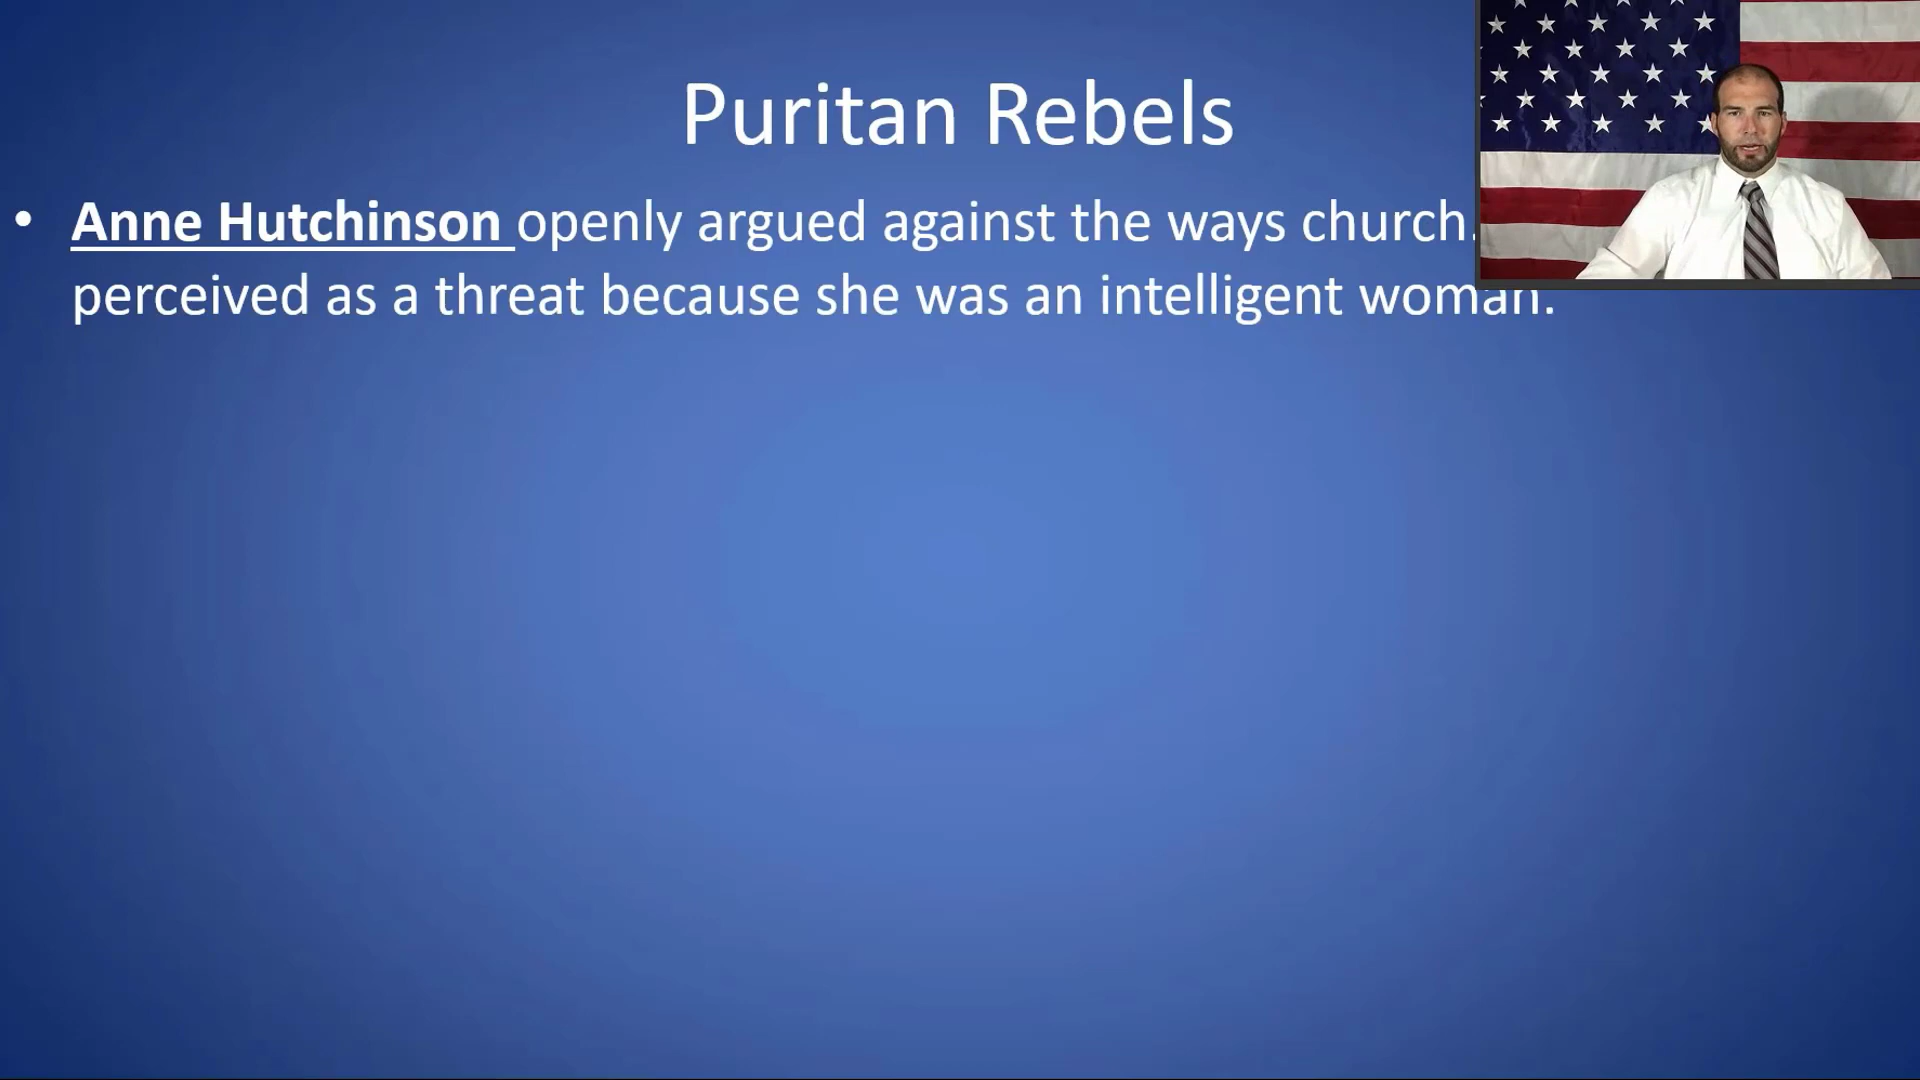 Puritan Rebels
• Anne Hutchinson openly argued against the ways church.
perceived as a threat because she was an intelligent woman.